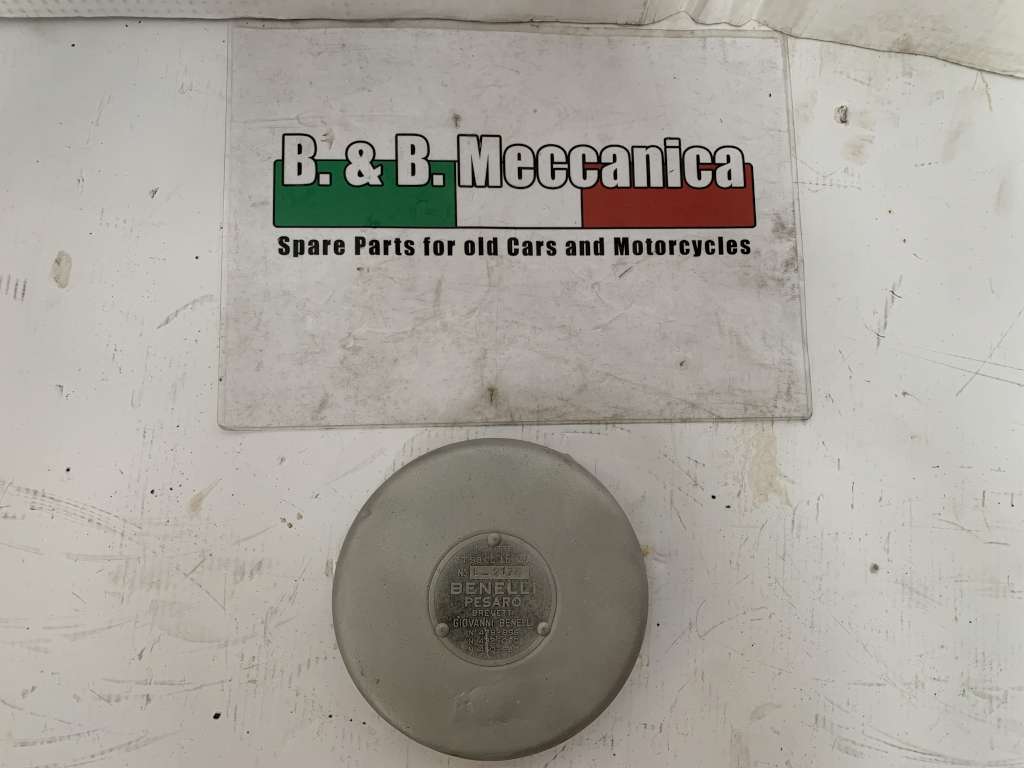 B. & B. Meccanica
Spare Parts for old Cars and Motorcycles
BENELLI
PESARO
BREVETTI
GIOVANNI BENELLI